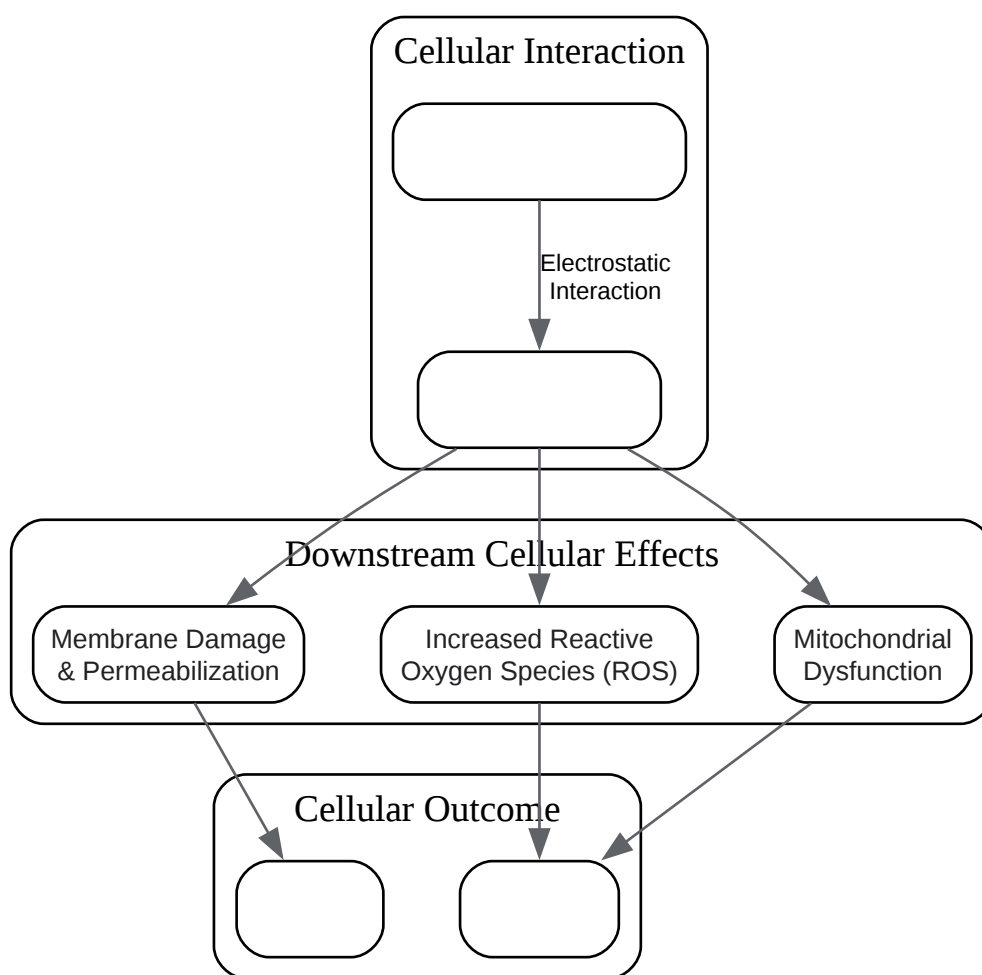 Cellular Interaction
Electrostatic
Interaction
Downstream Cellular Effects
Membrane Damage
& Permeabilization
Increased Reactive
Oxygen Species (ROS)
Mitochondrial
Dysfunction
Cellular Outcome